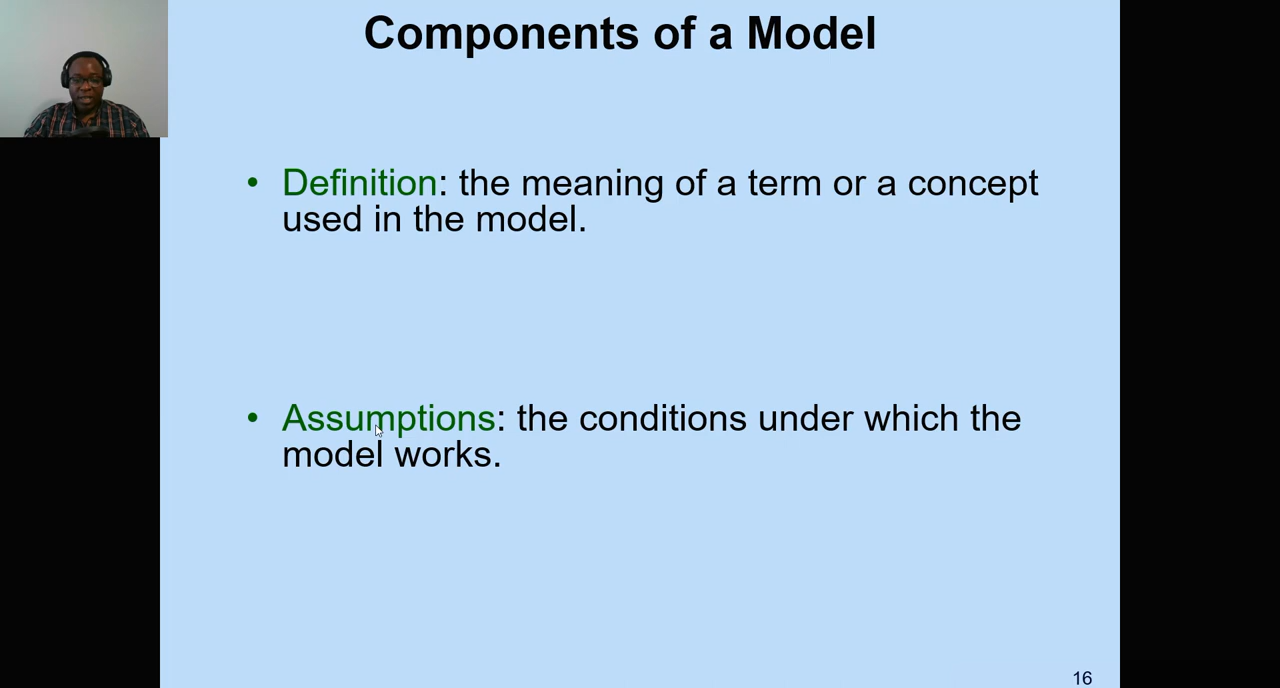 Components of a Model
• Definition: the meaning of a term or a concept
used in the model.
• Assumptions: the conditions under which the
model works.
16